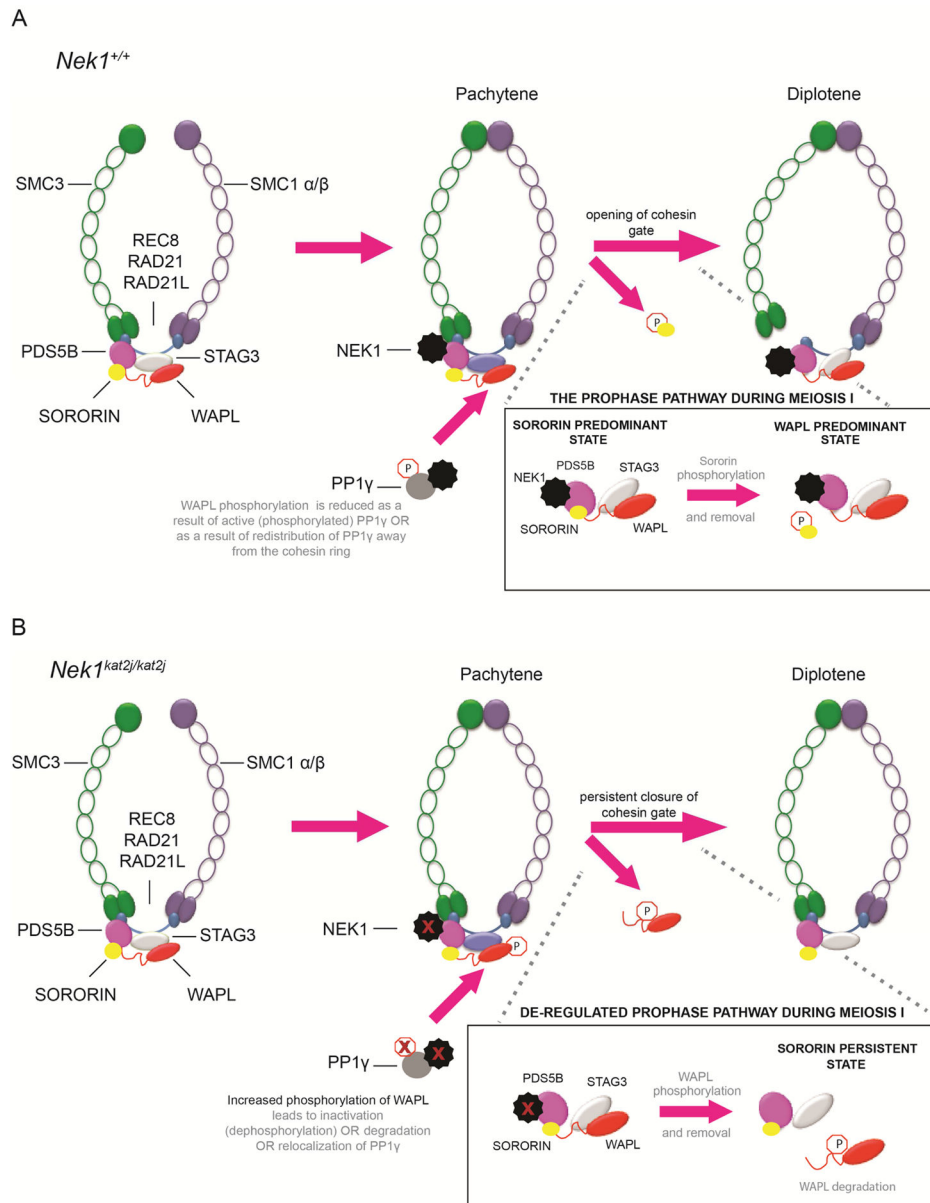 A
Nek1+/+
Pachytene
Diplotene
SMC3
SMC1 α/β
opening of cohesin
gate
REC8
RAD21
RAD21L
P
PDS5B
STAG3
NEK1
SORORIN
WAPL
THE PROPHASE PATHWAY DURING MEIOSIS I
SORORIN PREDOMINANT
STATE
WAPL PREDOMINANT
STATE
P
PP1γ
NEK1
PDS5B
STAG3
Sororin
phosphorylation
and removal
SORORIN
WAPL
P
WAPL phosphorylation is reduced as a
result of active (phosphorylated) PP1γ OR
as a result of redistribution of PP1γ away
from the cohesin ring
B
Nek1kat2j/kat2j
Pachytene
Diplotene
SMC3
SMC1 α/β
persistent closure of
cohesin gate
REC8
RAD21
RAD21L
P
PDS5B
STAG3
NEK1
X
P
SORORIN
WAPL
DE-REGULATED PROPHASE PATHWAY DURING MEIOSIS I
SORORIN PERSISTENT
STATE
PP1γ
X
X
PDS5B
STAG3
WAPL
phosphorylation
and removal
X
SORORIN
WAPL
P
WAPL degradation
Increased phosphorylation of WAPL
leads to inactivation
(dephosphorylation) OR degradation
OR relocalization of PP1γ